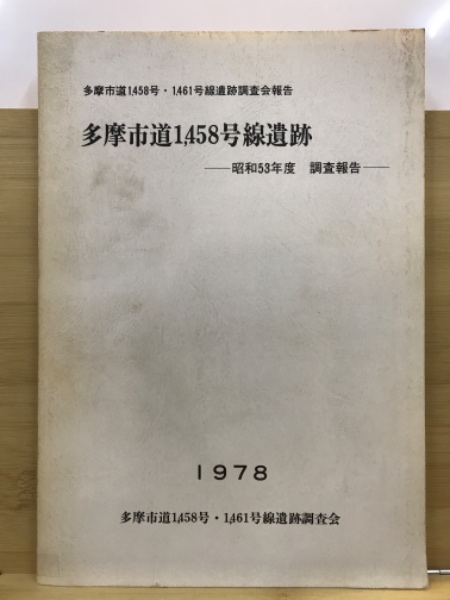 多摩市道1,458号・1,461号線遺跡調査会報告
多摩市道1,458号線遺跡
──昭和53年度　調査報告──
1978
多摩市道1,458号・1,461号線遺跡調査会